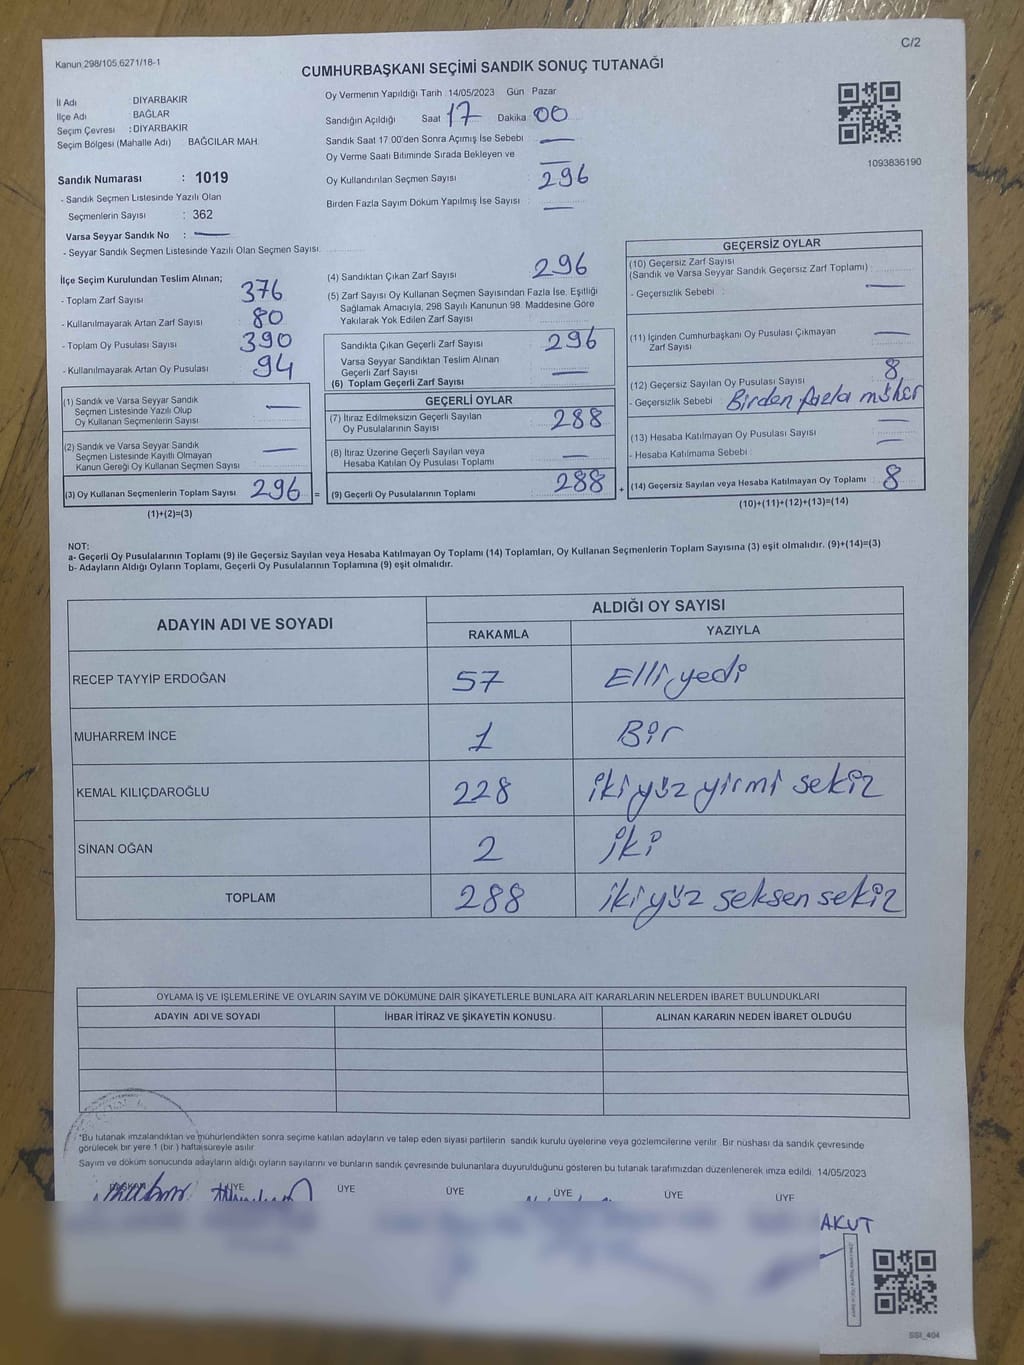 C/2
Kanun 298/105,6271/18-1
CUMHURBAŞKANI SEÇİMİ SANDIK SONUÇ TUTANAĞI
İl Adı : DİYARBAKIR
İlçe Adı : BAĞLAR
Seçim Çevresi : DİYARBAKIR
Seçim Bölgesi (Mahalle Adı) BAĞCILAR MAH.
Sandık Numarası : 1019
- Sandık Seçmen Listesinde Yazılı Olan
Seçmenlerin Sayısı : 362
Varsa Seyyar Sandık No :
- Seyyar Sandık Seçmen Listesinde Yazılı Olan Seçmen Sayısı:
Oy Vermenin Yapıldığı Tarih : 14/05/2023 Gün Pazar
Sandığın Açıldığı Saat 17 Dakika 00
Sandık Saat 17.00'den Sonra Açımış İse Sebebi
Oy Verme Saati Bitiminde Sırada Bekleyen ve
Oy Kullandırılan Seçmen Sayısı : 296
Birden Fazla Sayım Döküm Yapılmış İse Sayısı :
1093836190
İlçe Seçim Kurulundan Teslim Alınan;
- Toplam Zarf Sayısı 376
- Kullanılmayarak Artan Zarf Sayısı 80
- Toplam Oy Pusulası Sayısı 390
- Kullanılmayarak Artan Oy Pusulası 94
(1) Sandık ve Varsa Seyyar Sandık
Seçmen Listesinde Yazılı Olup
Oy Kullanan Seçmenlerin Sayısı
(2) Sandık ve Varsa Seyyar Sandık
Seçmen Listesinde Kayıtlı Olmayan
Kanun Gereği Oy Kullanan Seçmen Sayısı
(3) Oy Kullanan Seçmenlerin Toplam Sayısı 296 =
(1)+(2)=(3)
(4) Sandıktan Çıkan Zarf Sayısı 296
(5) Zarf Sayısı Oy Kullanan Seçmen Sayısından Fazla İse, Eşitliği
Sağlamak Amacıyla, 298 Sayılı Kanunun 98. Maddesine Göre
Yakılarak Yok Edilen Zarf Sayısı
Sandıkta Çıkan Geçerli Zarf Sayısı 296
Varsa Seyyar Sandıktan Teslim Alınan
Geçerli Zarf Sayısı
(6) Toplam Geçerli Zarf Sayısı
GEÇERLİ OYLAR
(7) İtiraz Edilmeksizin Geçerli Sayılan
Oy Pusulalarının Sayısı 288
(8) İtiraz Üzerine Geçerli Sayılan veya
Hesaba Katılan Oy Pusulası Toplamı
(9) Geçerli Oy Pusulalarının Toplamı 288 +
GEÇERSİZ OYLAR
(10) Geçersiz Zarf Sayısı
(Sandık ve Varsa Seyyar Sandık Geçersiz Zarf Toplamı)
- Geçersizlik Sebebi :
(11) İçinden Cumhurbaşkanı Oy Pusulası Çıkmayan
Zarf Sayısı
(12) Geçersiz Sayılan Oy Pusulası Sayısı 8
- Geçersizlik Sebebi : Birden fazla mühür
(13) Hesaba Katılmayan Oy Pusulası Sayısı
- Hesaba Katılmama Sebebi :
(14) Geçersiz Sayılan veya Hesaba Katılmayan Oy Toplamı 8
(10)+(11)+(12)+(13)=(14)
NOT:
a- Geçerli Oy Pusulalarının Toplamı (9) ile Geçersiz Sayılan veya Hesaba Katılmayan Oy Toplamı (14) Toplamları, Oy Kullanan Seçmenlerin Toplam Sayısına (3) eşit olmalıdır. (9)+(14)=(3)
b- Adayların Aldığı Oyların Toplamı, Geçerli Oy Pusulalarının Toplamına (9) eşit olmalıdır.
ADAYIN ADI VE SOYADI ALDIĞI OY SAYISI
RAKAMLA YAZIYLA
RECEP TAYYİP ERDOĞAN 57 Elli yedi
MUHARREM İNCE 1 Bir
KEMAL KILIÇDAROĞLU 228 iki yüz yirmi sekiz
SİNAN OĞAN 2 iki
TOPLAM 288 iki yüz seksen sekiz
OYLAMA İŞ VE İŞLEMLERİNE VE OYLARIN SAYIM VE DÖKÜMÜNE DAİR ŞİKAYETLERLE BUNLARA AİT KARARLARIN NELERDEN İBARET BULUNDUKLARI
ADAYIN ADI VE SOYADI İHBAR İTİRAZ VE ŞİKAYETİN KONUSU ALINAN KARARIN NEDEN İBARET OLDUĞU
*Bu tutanak imzalandıktan ve mühürlendikten sonra seçime katılan adayların ve talep eden siyasi partilerin sandık kurulu üyelerine veya gözlemcilerine verilir. Bir nüshası da sandık çevresinde
görülecek bir yere 1 (bir ) hafta süreyle asılır
Sayım ve döküm sonucunda adayların aldığı oyların sayılarını ve bunların sandık çevresinde bulunanlara duyurulduğunu gösteren bu tutanak tarafımızdan düzenlenerek imza edildi. 14/05/2023
BAŞKAN ÜYE ÜYE ÜYE ÜYE ÜYE ÜYE
AKUT
SSI_404